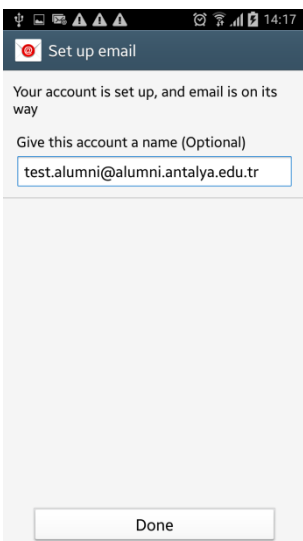 14:17
Set up email
Your account is set up, and email is on its
way
Give this account a name (Optional)
test.alumni@alumni.antalya.edu.tr
Done